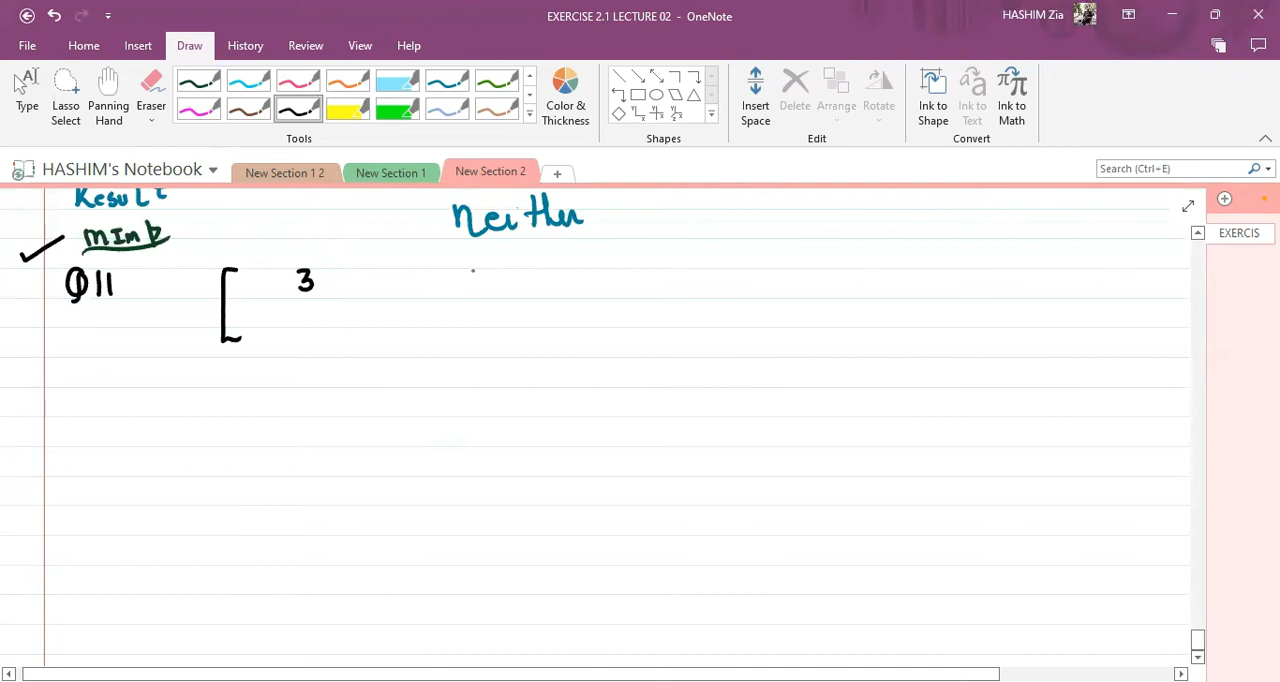 EXERCISE 2.1 LECTURE 02 - OneNote
HASHIM Zia
File Home Insert Draw History Review View Help
Type
Lasso Select
Panning Hand
Eraser
Color & Thickness
Insert Space
Delete
Arrange
Rotate
Ink to Shape
Ink to Text
Ink to Math
Tools
Shapes
Edit
Convert
HASHIM's Notebook
New Section 1 2
New Section 1
New Section 2
Search (Ctrl+E)
Result
Neither
EXERCIS
mImp
Q11 [ 3